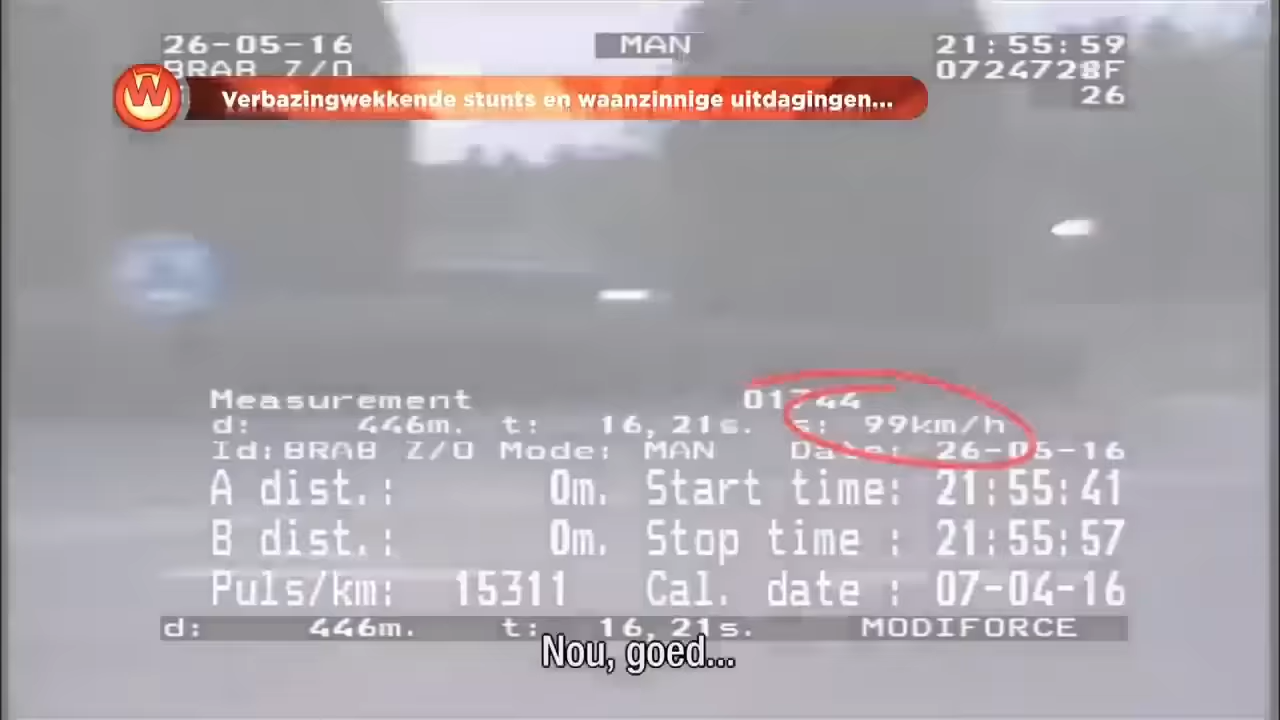 26-05-16 MAN 21:55:59
BRAB Z/O 0724728F
26
W Verbazingwekkende stunts en waanzinnige uitdagingen...
Measurement 01744
d: 446m. t: 16,21s. s: 99km/h
Id:BRAB Z/O Mode: MAN Date: 26-05-16
A dist.: 0m. Start time: 21:55:41
B dist.: 0m. Stop time : 21:55:57
Puls/km: 15311 Cal. date : 07-04-16
d: 446m. t: 16,21s. MODIFORCE
Nou, goed...